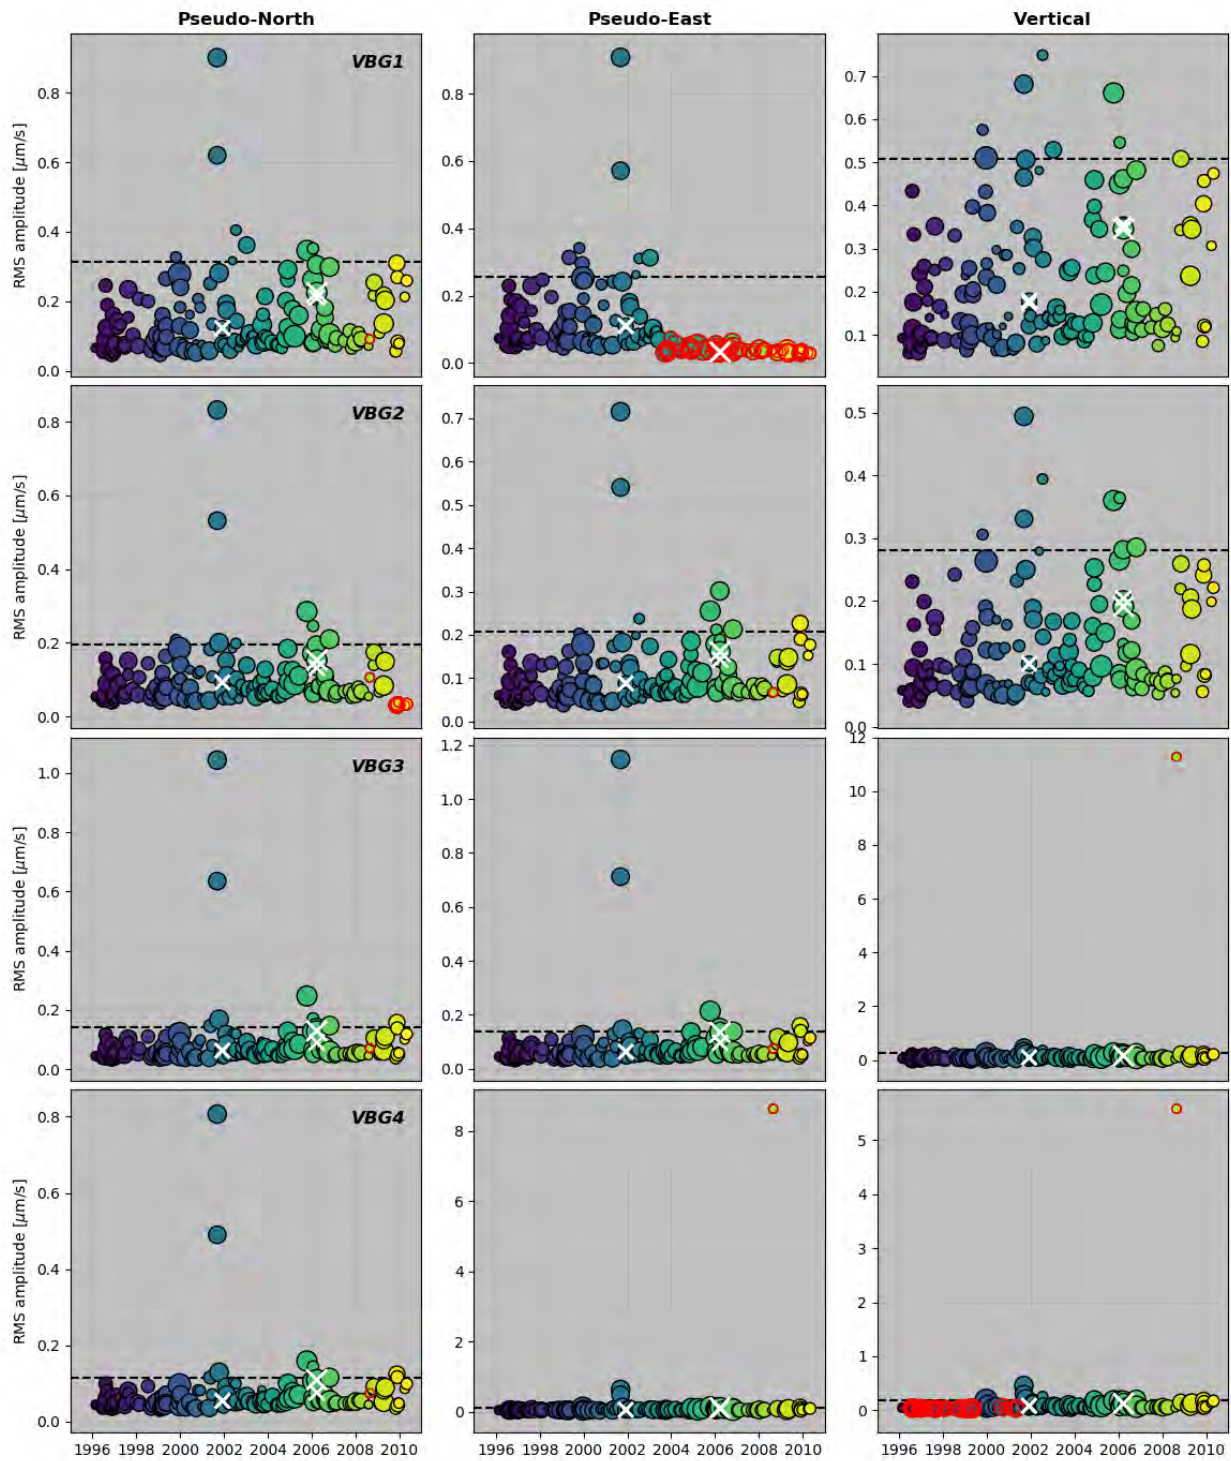 Pseudo-North Pseudo-East Vertical
VBG1
RMS amplitude [μm/s]
0.8 0.6 0.4 0.2 0.0
0.8 0.6 0.4 0.2 0.0
0.7 0.6 0.5 0.4 0.3 0.2 0.1
VBG2
RMS amplitude [μm/s]
0.8 0.6 0.4 0.2 0.0
0.7 0.6 0.5 0.4 0.3 0.2 0.1 0.0
0.5 0.4 0.3 0.2 0.1 0.0
VBG3
RMS amplitude [μm/s]
1.0 0.8 0.6 0.4 0.2 0.0
1.2 1.0 0.8 0.6 0.4 0.2 0.0
12 10 8 6 4 2 0
VBG4
RMS amplitude [μm/s]
0.8 0.6 0.4 0.2 0.0
8 6 4 2 0
5 4 3 2 1 0
1996 1998 2000 2002 2004 2006 2008 2010
1996 1998 2000 2002 2004 2006 2008 2010
1996 1998 2000 2002 2004 2006 2008 2010